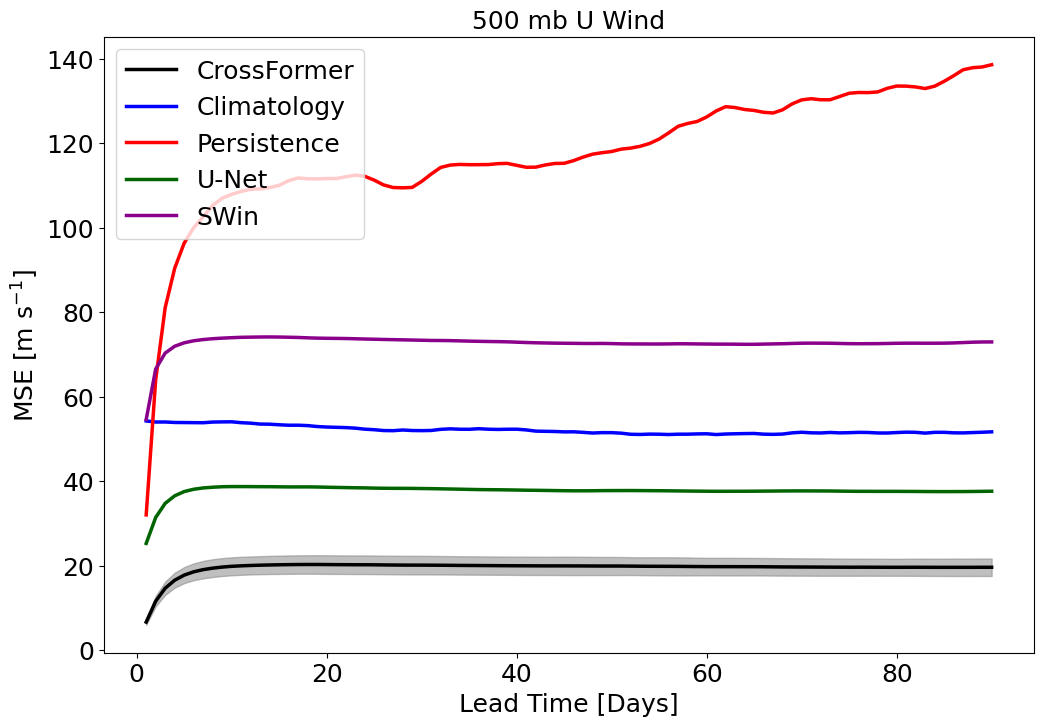 500 mb U Wind
MSE [m s⁻¹]
140
120
100
80
60
40
20
0
CrossFormer
Climatology
Persistence
U-Net
SWin
0 20 40 60 80
Lead Time [Days]